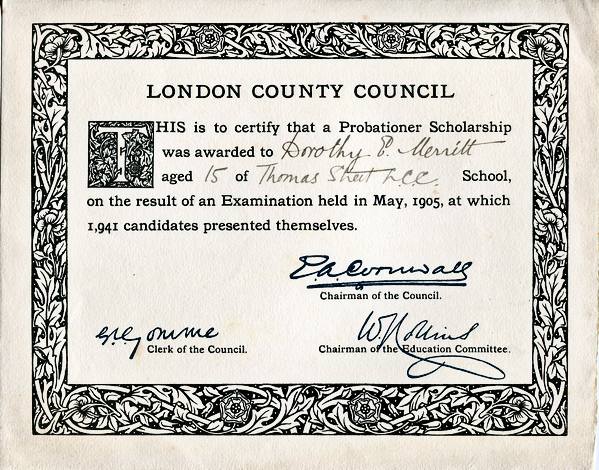 LONDON COUNTY COUNCIL
THIS is to certify that a Probationer Scholarship
was awarded to Dorothy E. Merritt
aged 15 of Thomas Street L.C.C. School,
on the result of an Examination held in May, 1905, at which
1,941 candidates presented themselves.
E.A. Cornwall
Chairman of the Council.
G.L. Gomme
Clerk of the Council.
W. J. Collins
Chairman of the Education Committee.